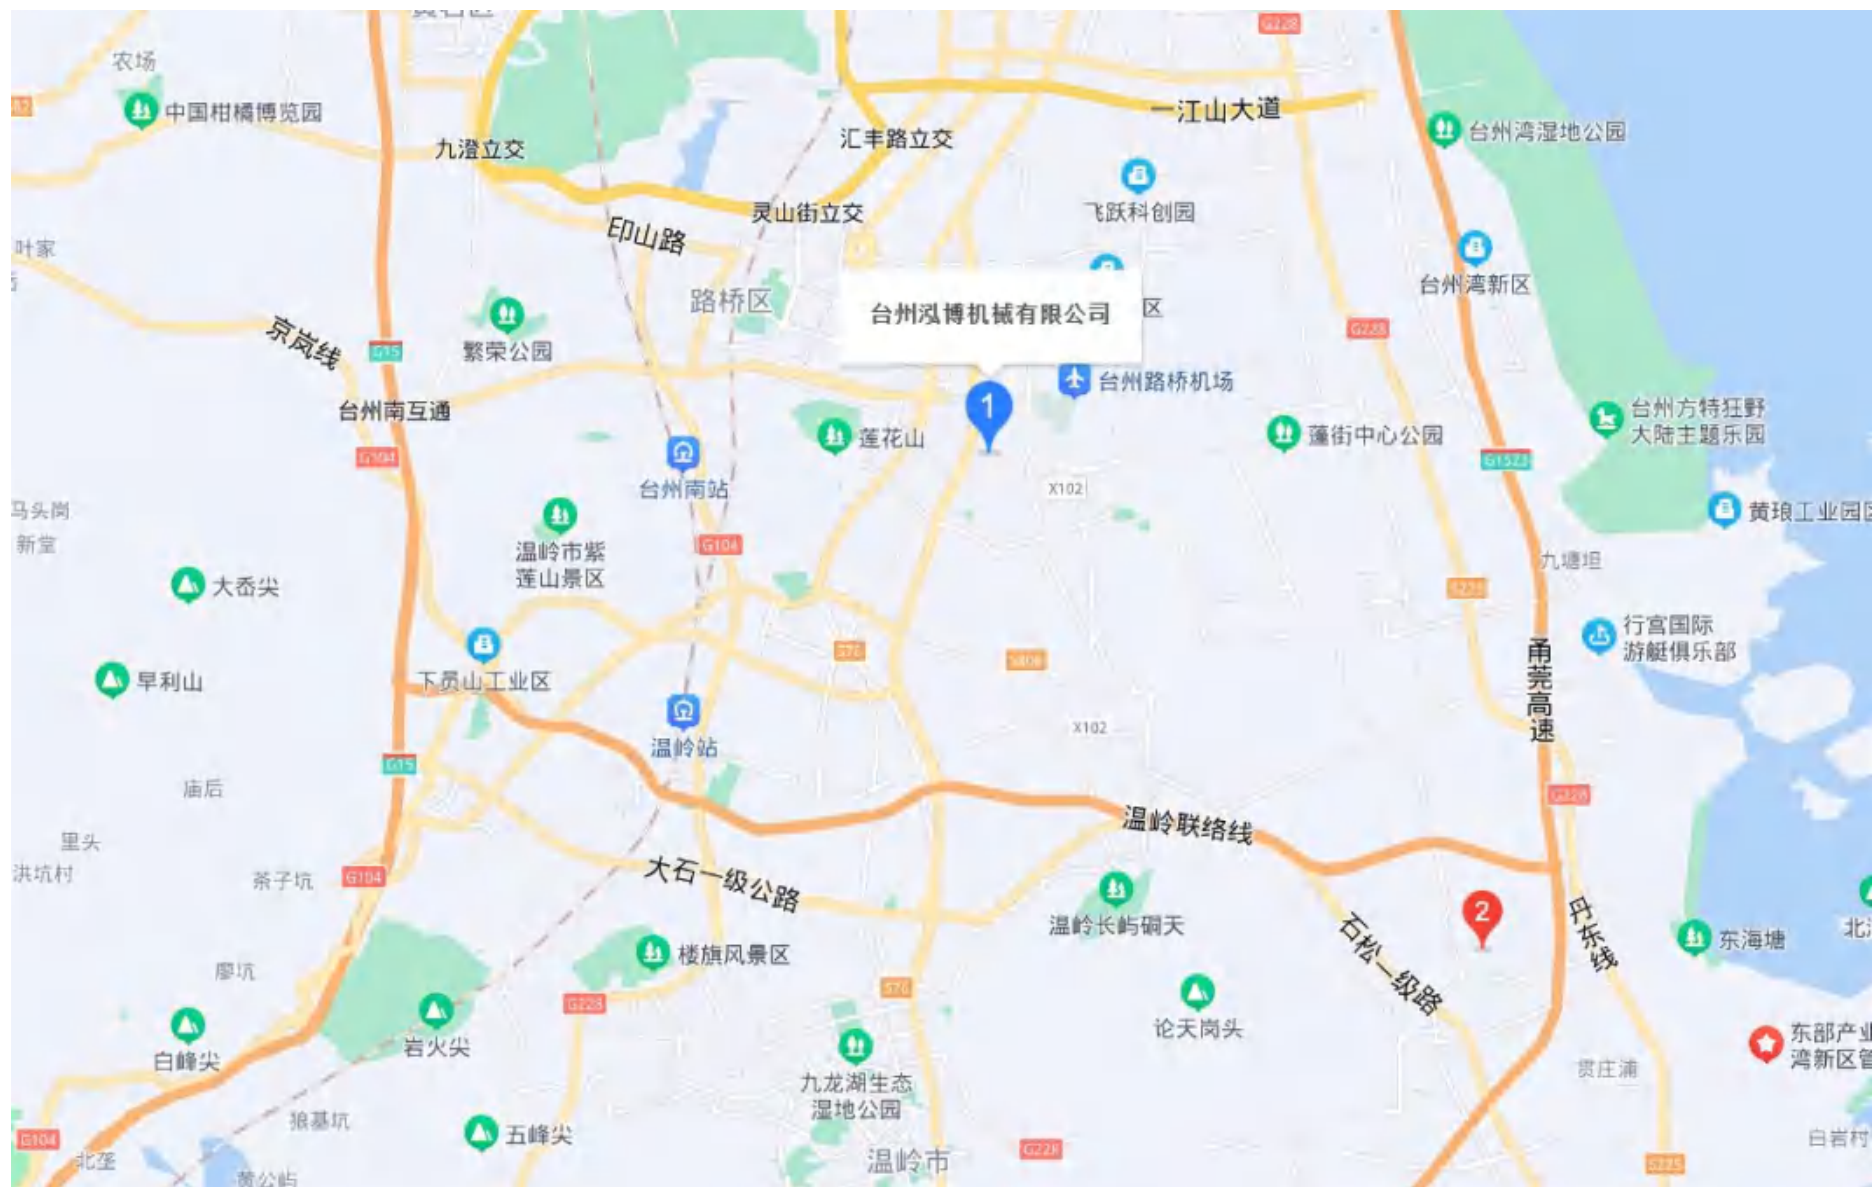 G228
农场
中国柑橘博览园
一江山大道
台州湾湿地公园
九澄立交
汇丰路立交
飞跃科创园
灵山街立交
印山路
叶家
台州湾新区
路桥区
台州泓博机械有限公司
区
京岚线
G15
繁荣公园
G228
台州路桥机场
台州南互通
1
莲花山
蓬街中心公园
台州方特狂野
大陆主题乐园
G104
台州南站
X102
G1523
马头岗
新堂
黄琅工业园区
温岭市紫
莲山景区
G104
九塘坦
大岙尖
S225
行宫国际
游艇俱乐部
S76
早利山
下员山工业区
甬莞高速
X102
温岭站
G15
庙后
G228
温岭联络线
里头
洪坑村
茶子坑
G104
大石一级公路
温岭长屿硐天
2
石松一级路
丹东线
东海塘
楼旗风景区
廖坑
S76
G228
岩火尖
论天岗头
白峰尖
东部产业
湾新区管
九龙湖生态
湿地公园
贯庄浦
狼基坑
五峰尖
G104
G228
白岩村
北垄
温岭市
S225
黄公屿